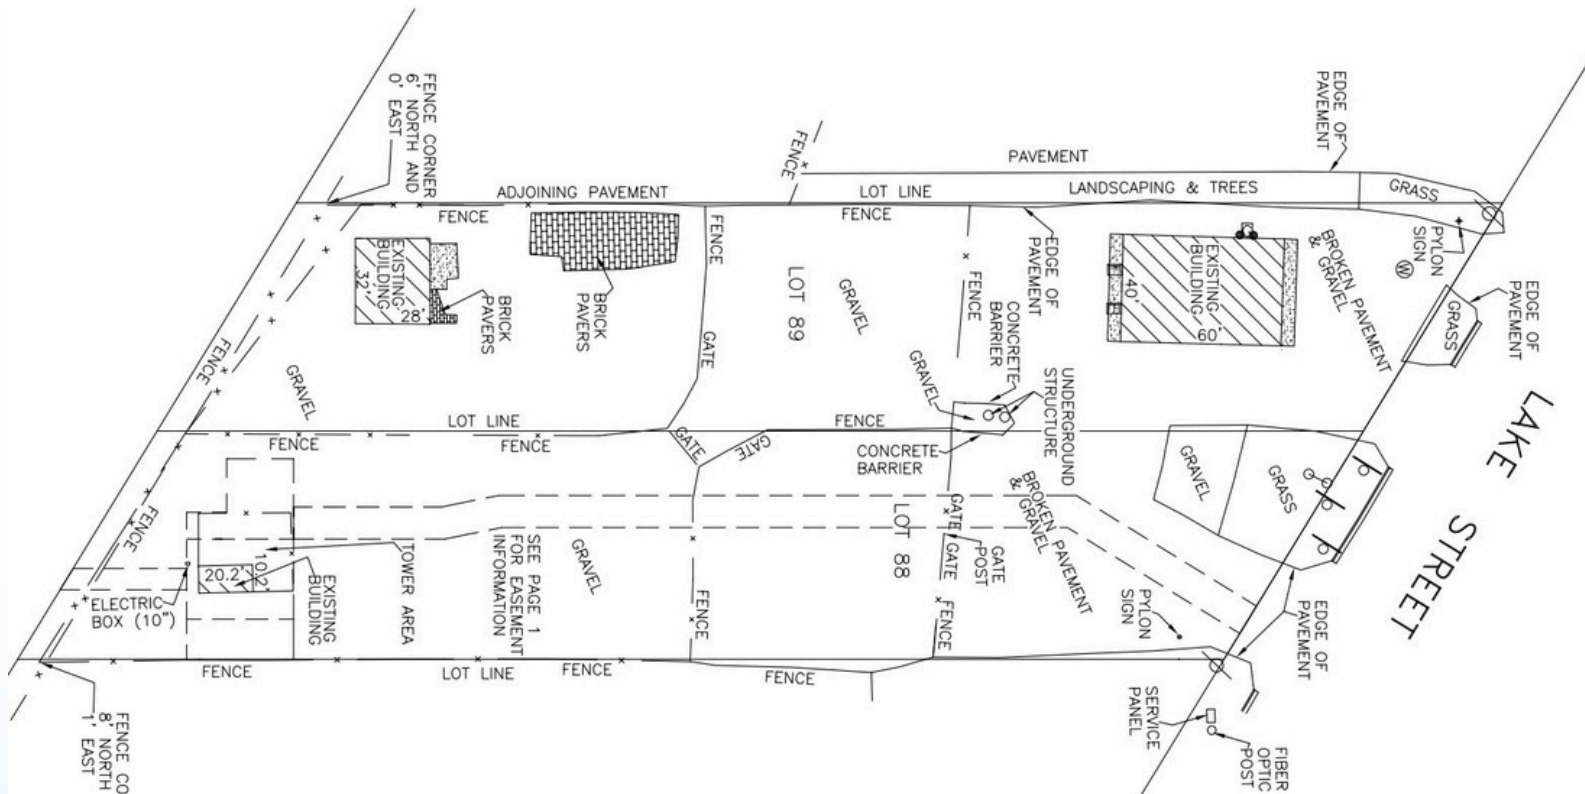 FENCE CORNER
6' NORTH AND
0' EAST
ADJOINING PAVEMENT
FENCE
FENCE
PAVEMENT
LOT LINE
LANDSCAPING & TREES
EDGE OF
PAVEMENT
GRASS
FENCE
FENCE
EXISTING
BUILDING
32'
28'
BRICK
PAVERS
BRICK
PAVERS
GATE
LOT 89
GRAVEL
FENCE
EDGE OF
PAVEMENT
CONCRETE
BARRIER
EXISTING
BUILDING
40'
60'
BROKEN PAVEMENT
& GRAVEL
PYLON
SIGN
W
GRASS
EDGE OF
PAVEMENT
LAKE STREET
FENCE
GRAVEL
LOT LINE
FENCE
FENCE
GATE
GATE
FENCE
GRAVEL
CONCRETE
BARRIER
UNDERGROUND
STRUCTURE
GRAVEL
GRASS
FENCE
ELECTRIC
BOX (10")
20.2'
10.2'
EXISTING
BUILDING
TOWER AREA
SEE PAGE 1
FOR EASEMENT
INFORMATION
GRAVEL
FENCE
LOT 88
GATE
GATE
GATE
POST
FENCE
BROKEN PAVEMENT
& GRAVEL
PYLON
SIGN
EDGE OF
PAVEMENT
FENCE
LOT LINE
FENCE
FENCE
FENCE CO
8' NORTH
1' EAST
SERVICE
PANEL
FIBER
OPTIC
POST